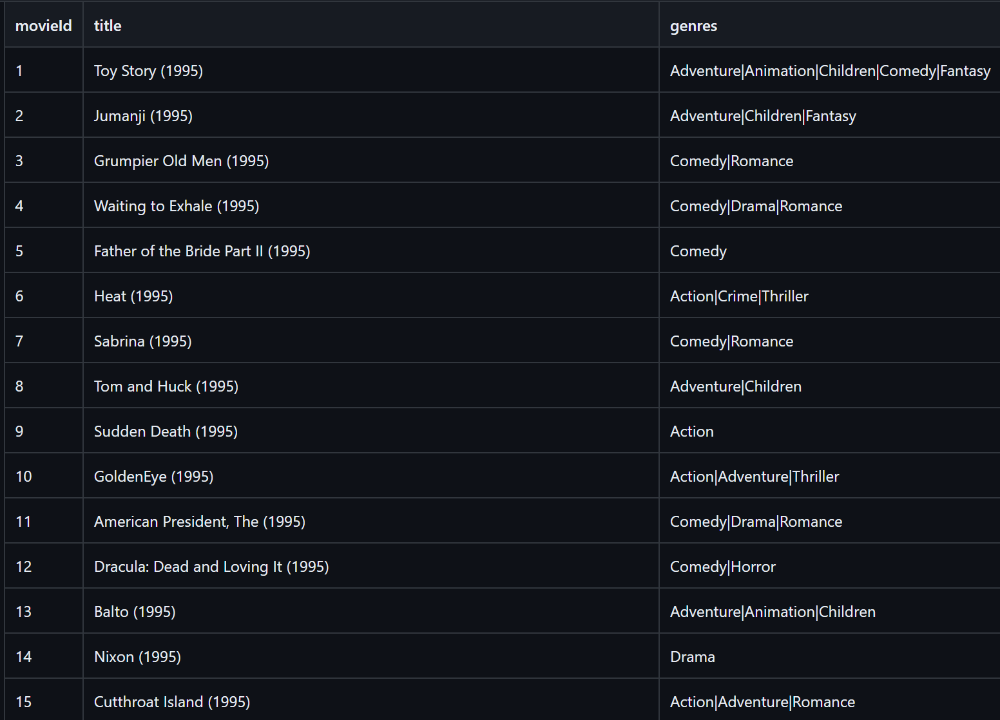 movieId title genres
1 Toy Story (1995) Adventure|Animation|Children|Comedy|Fantasy
2 Jumanji (1995) Adventure|Children|Fantasy
3 Grumpier Old Men (1995) Comedy|Romance
4 Waiting to Exhale (1995) Comedy|Drama|Romance
5 Father of the Bride Part II (1995) Comedy
6 Heat (1995) Action|Crime|Thriller
7 Sabrina (1995) Comedy|Romance
8 Tom and Huck (1995) Adventure|Children
9 Sudden Death (1995) Action
10 GoldenEye (1995) Action|Adventure|Thriller
11 American President, The (1995) Comedy|Drama|Romance
12 Dracula: Dead and Loving It (1995) Comedy|Horror
13 Balto (1995) Adventure|Animation|Children
14 Nixon (1995) Drama
15 Cutthroat Island (1995) Action|Adventure|Romance